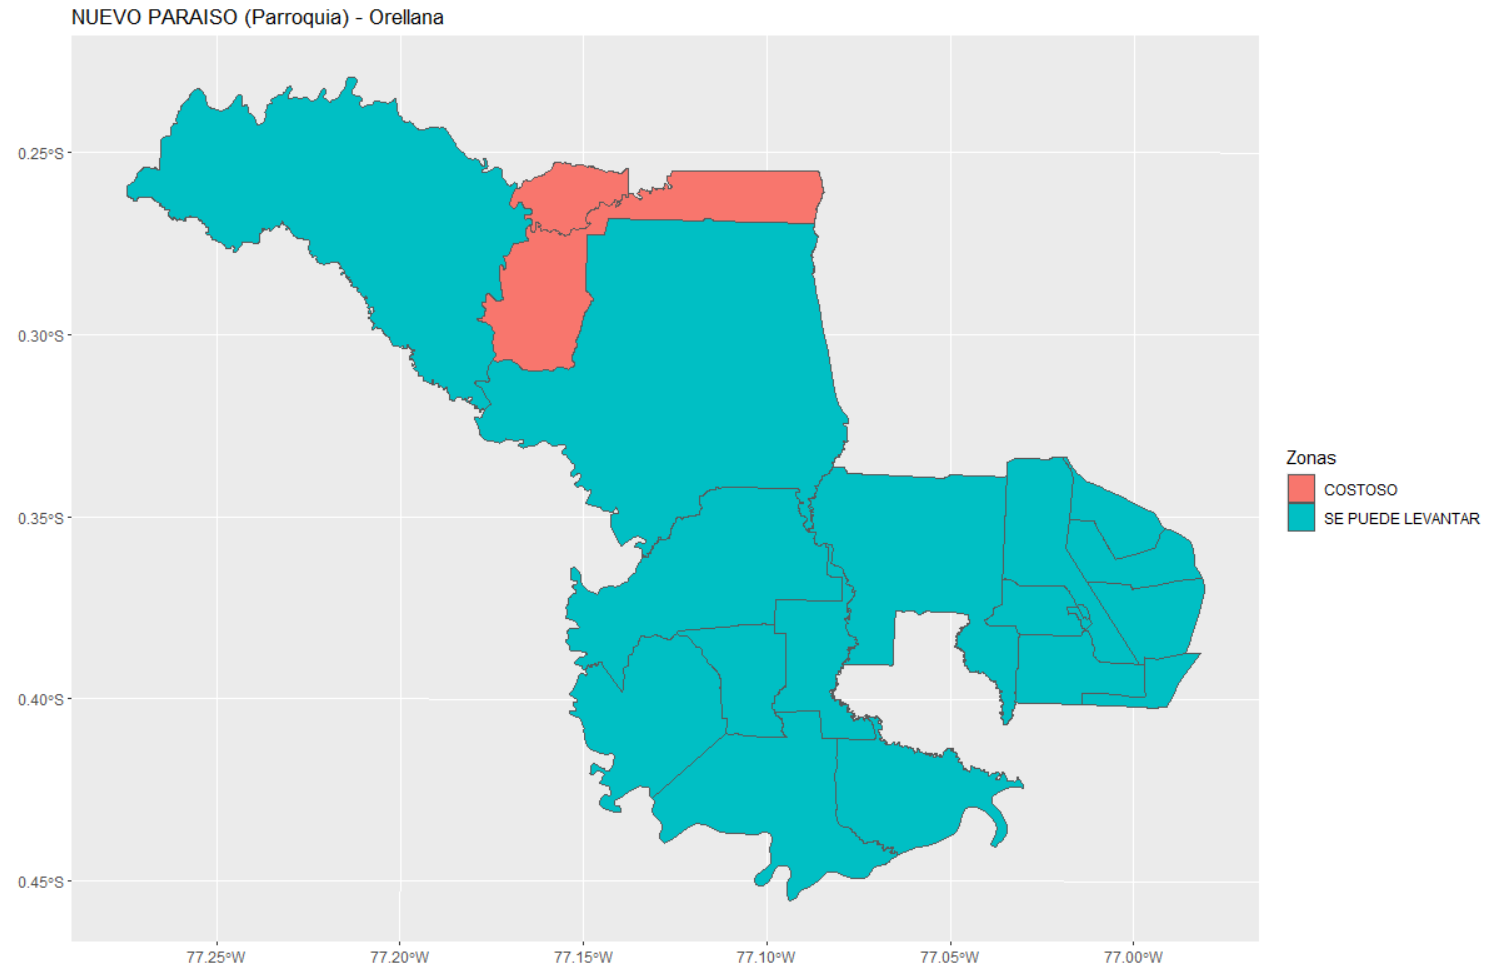 NUEVO PARAISO (Parroquia) - Orellana
0.25°S
0.30°S
0.35°S
0.40°S
0.45°S
77.25°W
77.20°W
77.15°W
77.10°W
77.05°W
77.00°W
Zonas
COSTOSO
SE PUEDE LEVANTAR